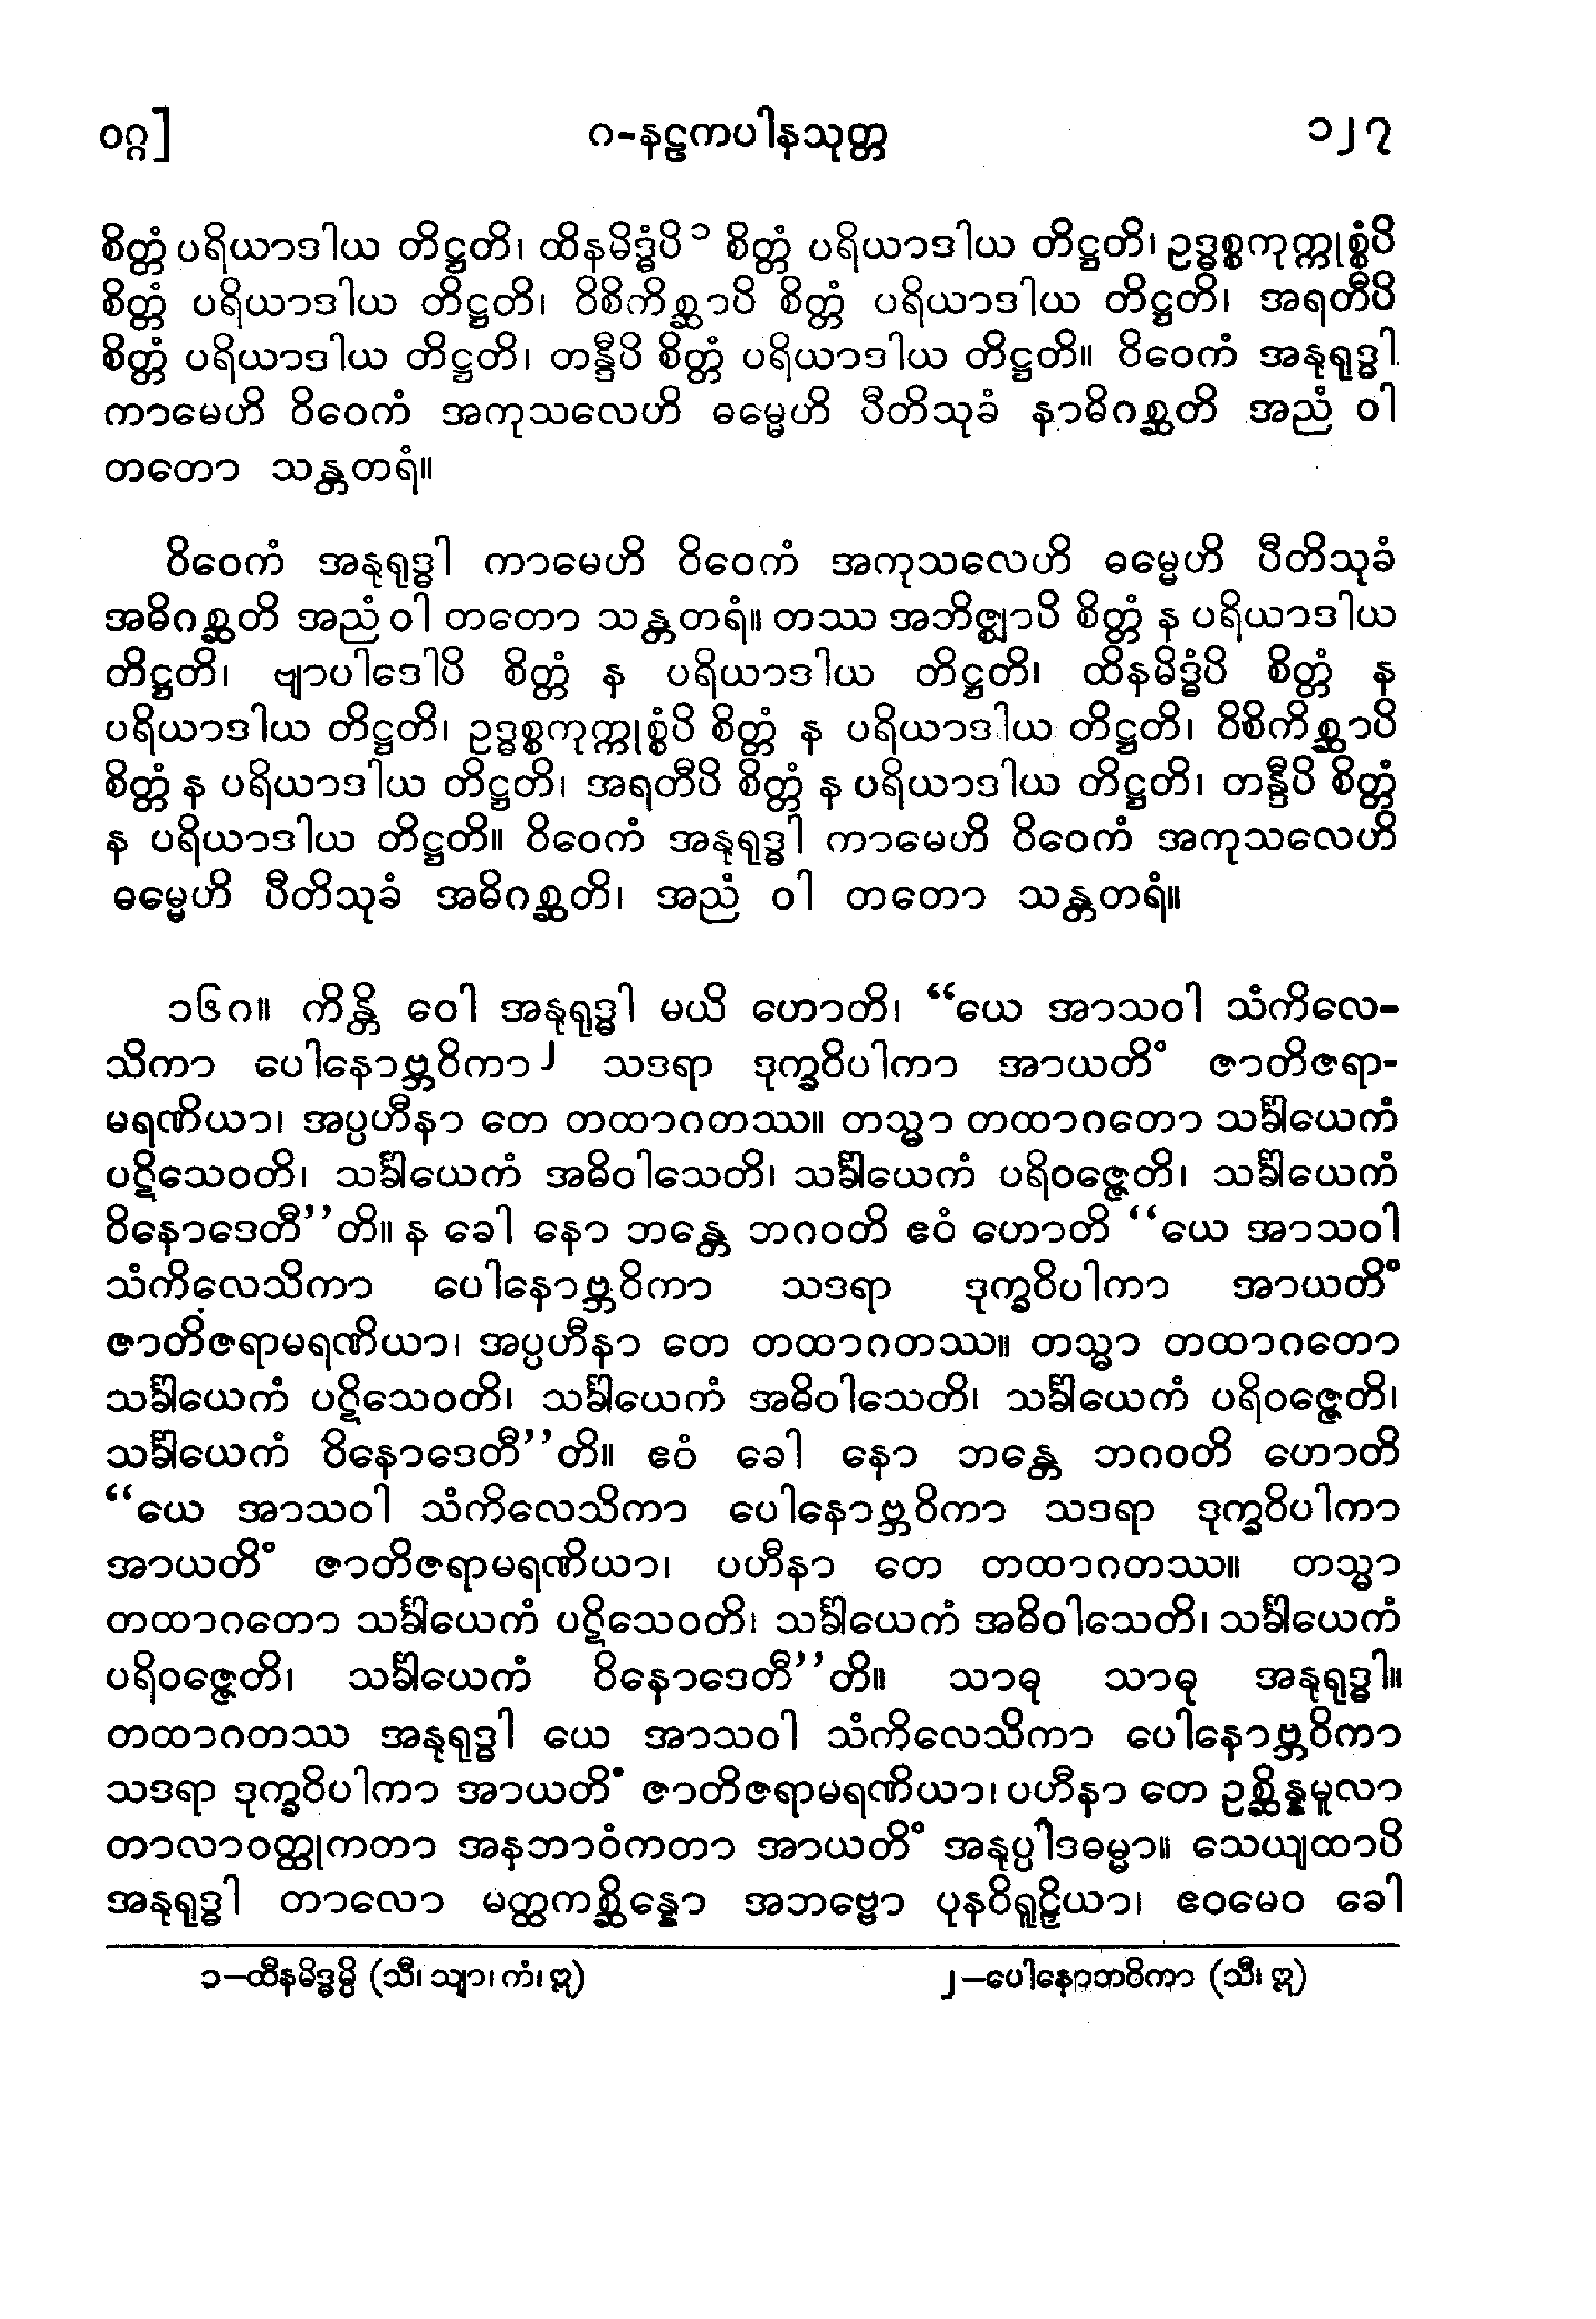 ဝဂ္ဂ] ဂ-နဠကပါနသုတ္တ ၁၂၇
စိတ္တံ ပရိယာဒါယ တိဋ္ဌတိ၊ ထိနမိဒ္ဓံပိ ၁ စိတ္တံ ပရိယာဒါယ တိဋ္ဌတိ၊ ဥဒ္ဓစ္စကုက္ကုစ္စံပိ
စိတ္တံ ပရိယာဒါယ တိဋ္ဌတိ၊ ဝိစိကိစ္ဆာပိ စိတ္တံ ပရိယာဒါယ တိဋ္ဌတိ၊ အရတီပိ
စိတ္တံ ပရိယာဒါယ တိဋ္ဌတိ၊ တန္ဒီပိ စိတ္တံ ပရိယာဒါယ တိဋ္ဌတိ။ ဝိဝေကံ အနုရုဒ္ဓါ
ကာမေဟိ ဝိဝေကံ အကုသလေဟိ ဓမ္မေဟိ ပီတိသုခံ နာဓိဂစ္ဆတိ အညံ ဝါ
တတော သန္တတရံ။
ဝိဝေကံ အနုရုဒ္ဓါ ကာမေဟိ ဝိဝေကံ အကုသလေဟိ ဓမ္မေဟိ ပီတိသုခံ
အဓိဂစ္ဆတိ အညံ ဝါ တတော သန္တတရံ။ တဿ အဘိဇ္ဈာပိ စိတ္တံ န ပရိယာဒါယ
တိဋ္ဌတိ၊ ဗျာပါဒေါပိ စိတ္တံ န ပရိယာဒါယ တိဋ္ဌတိ၊ ထိနမိဒ္ဓံပိ စိတ္တံ န
ပရိယာဒါယ တိဋ္ဌတိ၊ ဥဒ္ဓစ္စကုက္ကုစ္စံပိ စိတ္တံ န ပရိယာဒါယ တိဋ္ဌတိ၊ ဝိစိကိစ္ဆာပိ
စိတ္တံ န ပရိယာဒါယ တိဋ္ဌတိ၊ အရတီပိ စိတ္တံ န ပရိယာဒါယ တိဋ္ဌတိ၊ တန္ဒီပိ စိတ္တံ
န ပရိယာဒါယ တိဋ္ဌတိ။ ဝိဝေကံ အနုရုဒ္ဓါ ကာမေဟိ ဝိဝေကံ အကုသလေဟိ
ဓမ္မေဟိ ပီတိသုခံ အဓိဂစ္ဆတိ၊ အညံ ဝါ တတော သန္တတရံ။
၁၆၈။ ကိန္တိ ဝေါ အနုရုဒ္ဓါ မယိ ဟောတိ၊ “ယေ အာသဝါ သံကိလေ-
သိကာ ပေါနောဗ္ဘဝိကာ ၂ သဒရာ ဒုက္ခဝိပါကာ အာယတိံ ဇာတိဇရာ-
မရဏိယာ၊ အပ္ပဟီနာ တေ တထာဂတဿ။ တသ္မာ တထာဂတော သင်္ခါယေကံ
ပဋိသေဝတိ၊ သင်္ခါယေကံ အဓိဝါသေတိ၊ သင်္ခါယေကံ ပရိဝဇ္ဇေတိ၊ သင်္ခါယေကံ
ဝိနောဒေတီ’’တိ။ န ခေါ နော ဘန္တေ ဘဂဝတိ ဧဝံ ဟောတိ “ယေ အာသဝါ
သံကိလေသိကာ ပေါနောဗ္ဘဝိကာ သဒရာ ဒုက္ခဝိပါကာ အာယတိံ
ဇာတိဇရာမရဏိယာ၊ အပ္ပဟီနာ တေ တထာဂတဿ။ တသ္မာ တထာဂတော
သင်္ခါယေကံ ပဋိသေဝတိ၊ သင်္ခါယေကံ အဓိဝါသေတိ၊ သင်္ခါယေကံ ပရိဝဇ္ဇေတိ၊
သင်္ခါယေကံ ဝိနောဒေတီ’’တိ။ ဧဝံ ခေါ နော ဘန္တေ ဘဂဝတိ ဟောတိ
“ယေ အာသဝါ သံကိလေသိကာ ပေါနောဗ္ဘဝိကာ သဒရာ ဒုက္ခဝိပါကာ
အာယတိံ ဇာတိဇရာမရဏိယာ၊ ပဟီနာ တေ တထာဂတဿ။ တသ္မာ
တထာဂတော သင်္ခါယေကံ ပဋိသေဝတိ၊ သင်္ခါယေကံ အဓိဝါသေတိ၊ သင်္ခါယေကံ
ပရိဝဇ္ဇေတိ၊ သင်္ခါယေကံ ဝိနောဒေတီ’’တိ။ သာဓု သာဓု အနုရုဒ္ဓါ။
တထာဂတဿ အနုရုဒ္ဓါ ယေ အာသဝါ သံကိလေသိကာ ပေါနောဗ္ဘဝိကာ
သဒရာ ဒုက္ခဝိပါကာ အာယတိံ ဇာတိဇရာမရဏိယာ၊ ပဟီနာ တေ ဥစ္ဆိန္နမူလာ
တာလာဝတ္ထုကတာ အနဘာဝံကတာ အာယတိံ အနုပ္ပါဒဓမ္မာ။ သေယျထာပိ
အနုရုဒ္ဓါ တာလော မတ္ထကစ္ဆိန္နော အဘဗ္ဗော ပုနဝိရူဠှိယာ၊ ဧဝမေဝ ခေါ
၁-ထီနမိဒ္ဓမ္ပိ (သီ၊ သျာ၊ ကံ၊ ဣ) ၂-ပေါနောဘဝိကာ (သီ၊ ဣ)